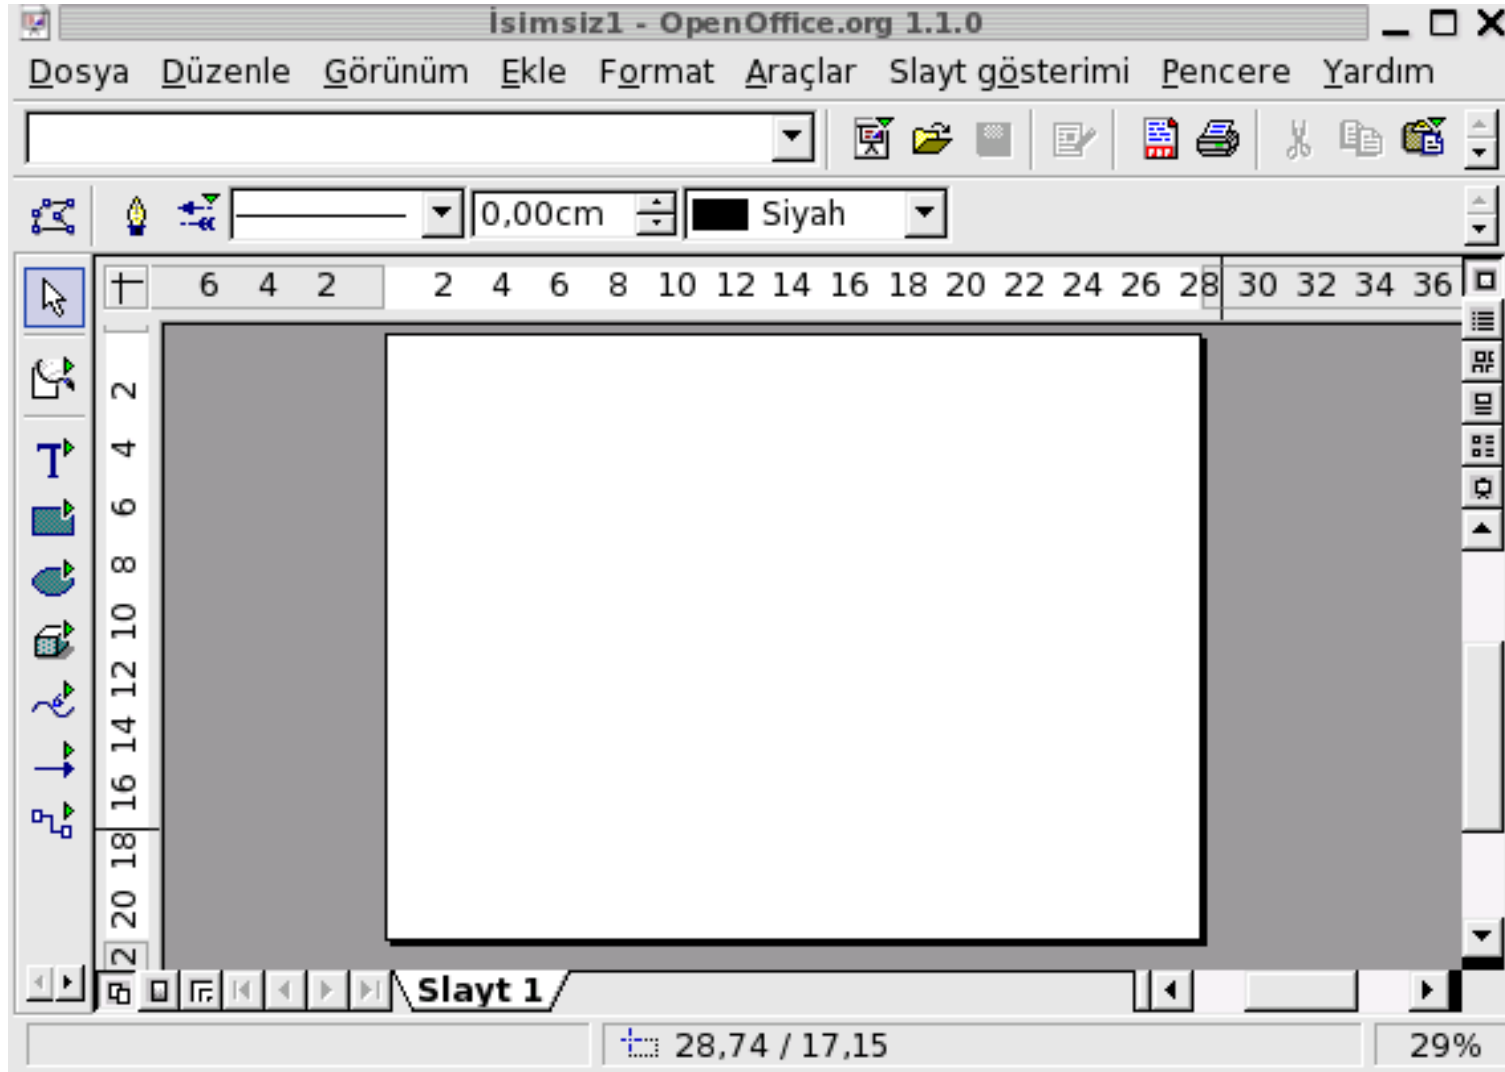 İsimsiz1 - OpenOffice.org 1.1.0
Dosya Düzenle Görünüm Ekle Format Araçlar Slayt gösterimi Pencere Yardım
0,00cm Siyah
6 4 2 2 4 6 8 10 12 14 16 18 20 22 24 26 28 30 32 34 36
2
4
6
8
10
12
14
16
18
20
2
Slayt 1
28,74 / 17,15 29%